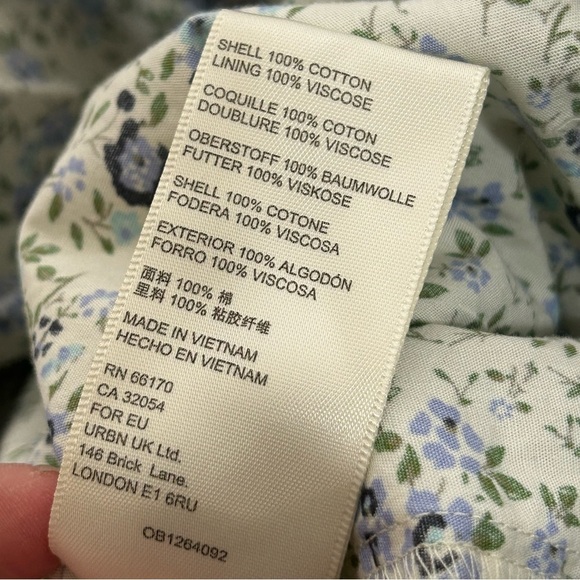 SHELL 100% COTTON
LINING 100% VISCOSE
COQUILLE 100% COTON
DOUBLURE 100% VISCOSE
OBERSTOFF 100% BAUMWOLLE
FUTTER 100% VISKOSE
SHELL 100% COTONE
FODERA 100% VISCOSA
EXTERIOR 100% ALGODÓN
FORRO 100% VISCOSA
面料 100% 棉
里料 100% 粘胶纤维
MADE IN VIETNAM
HECHO EN VIETNAM
RN 66170
CA 32054
FOR EU
URBN UK Ltd.
146 Brick Lane.
LONDON E1 6RU
OB1264092